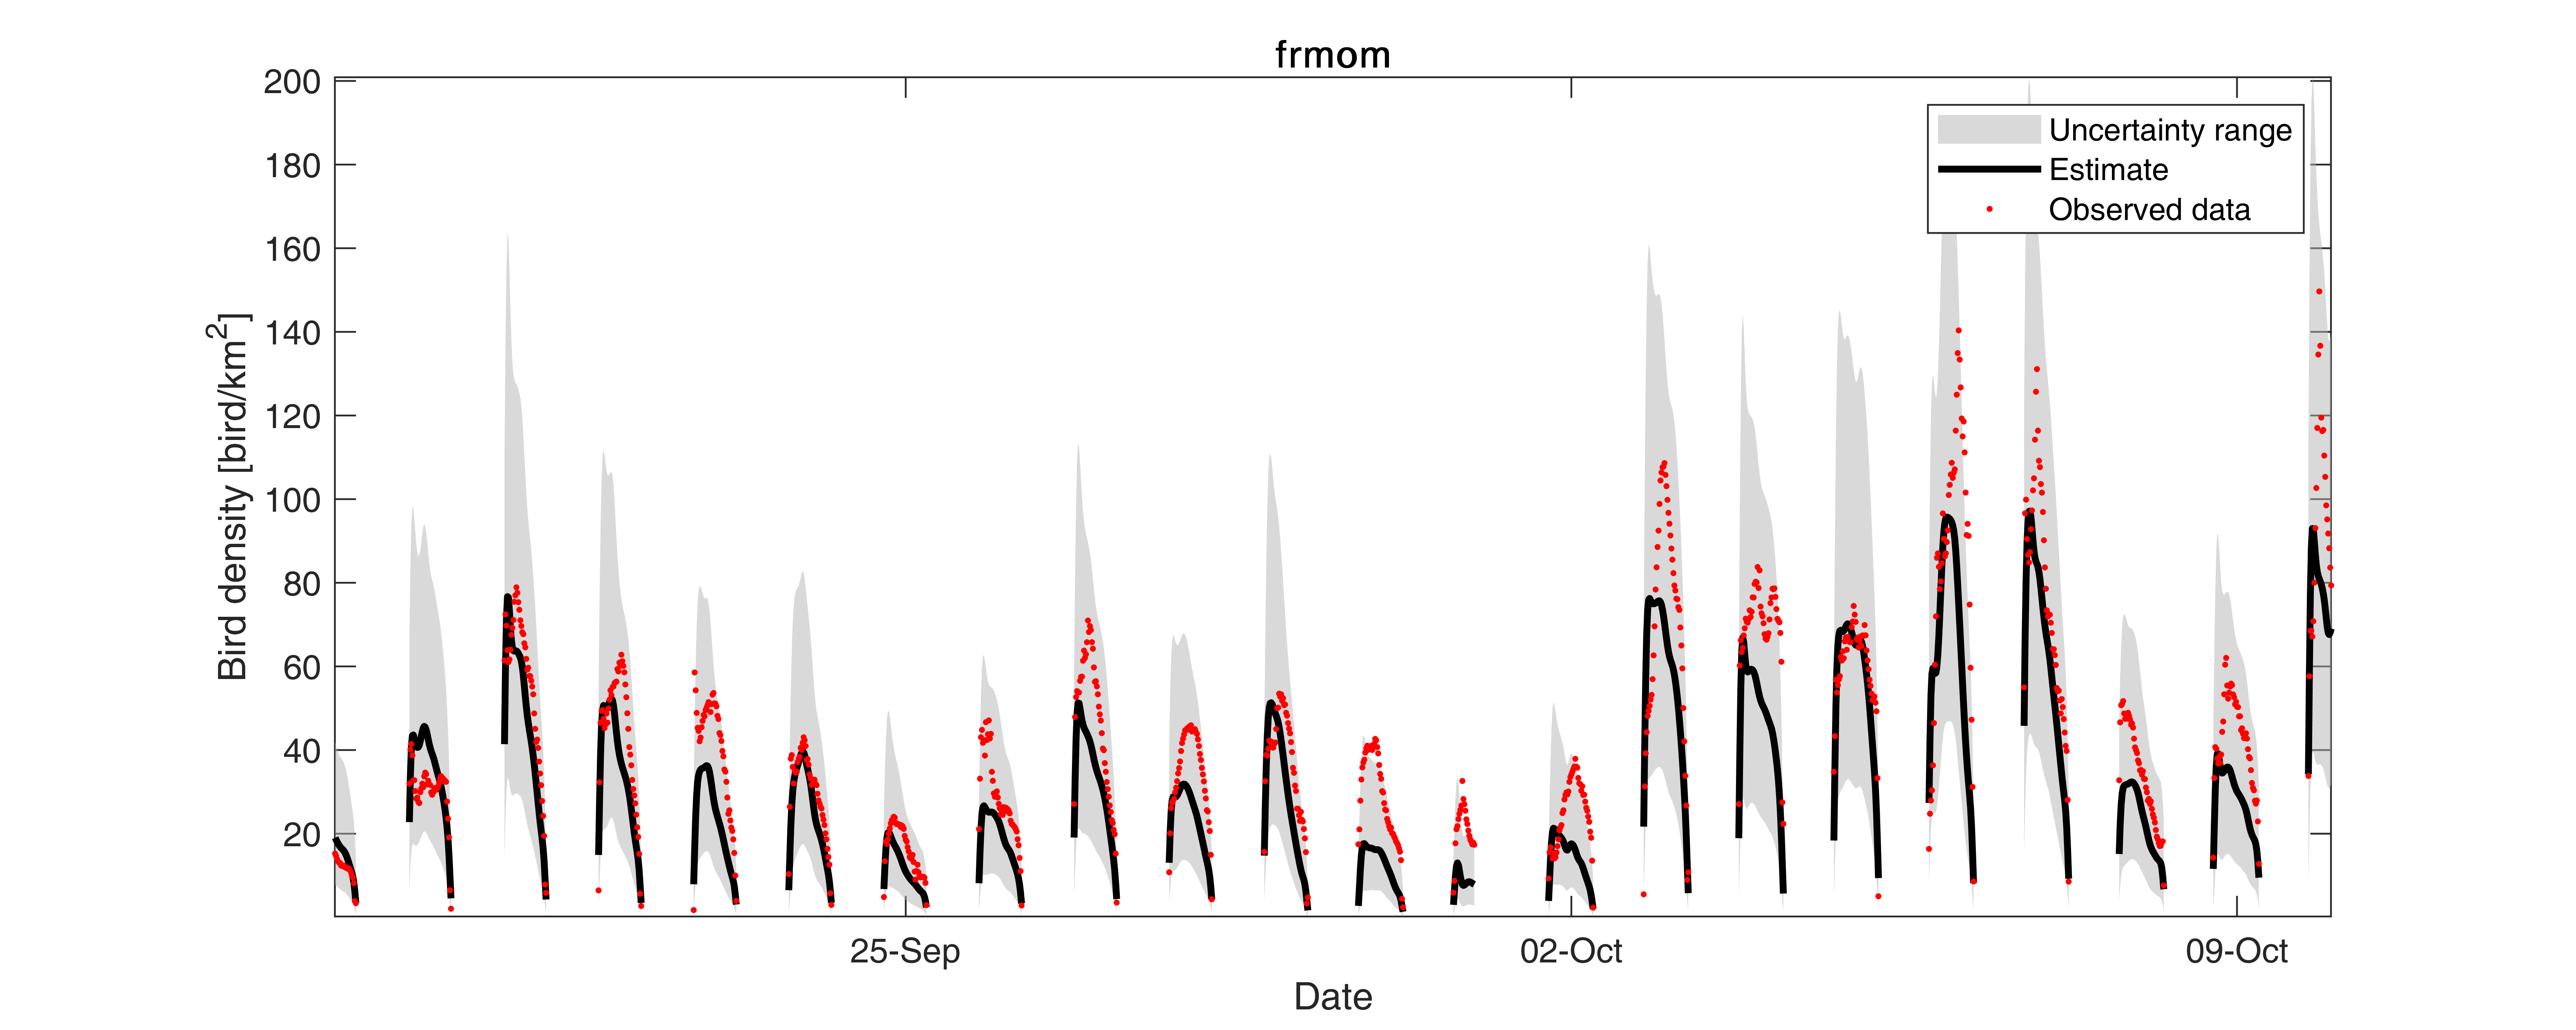 frmom
200
180
160
140
120
100
80
60
40
20
Bird density [bird/km²]
Uncertainty range
Estimate
Observed data
25-Sep
02-Oct
09-Oct
Date